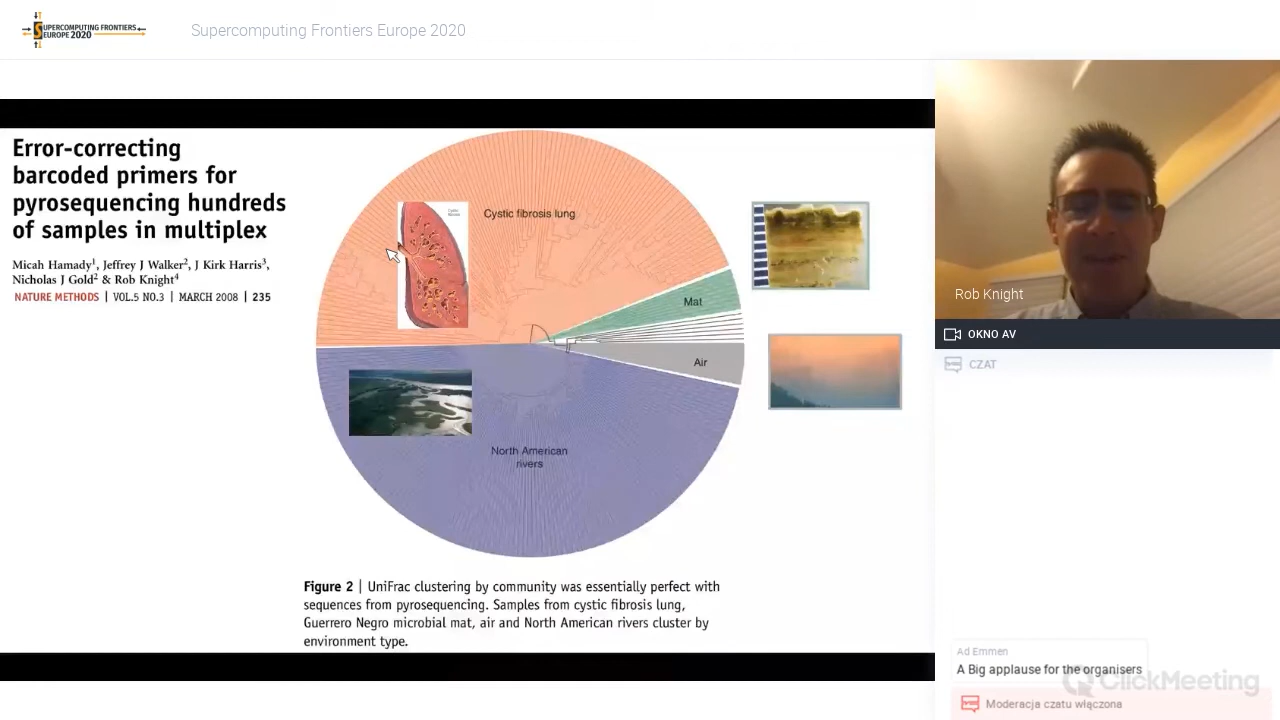 SUPERCOMPUTING FRONTIERS
EUROPE 2020
Supercomputing Frontiers Europe 2020
Error-correcting
barcoded primers for
pyrosequencing hundreds
of samples in multiplex
Micah Hamady¹, Jeffrey J Walker², J Kirk Harris³,
Nicholas J Gold² & Rob Knight⁴
NATURE METHODS | VOL.5 NO.3 | MARCH 2008 | 235
Cystic fibrosis lung
Mat
Air
North American
rivers
Figure 2 | UniFrac clustering by community was essentially perfect with
sequences from pyrosequencing. Samples from cystic fibrosis lung,
Guerrero Negro microbial mat, air and North American rivers cluster by
environment type.
Rob Knight
OKNO AV
CZAT
Ad Emmen
A Big applause for the organisers
ClickMeeting
Moderacja czatu włączona